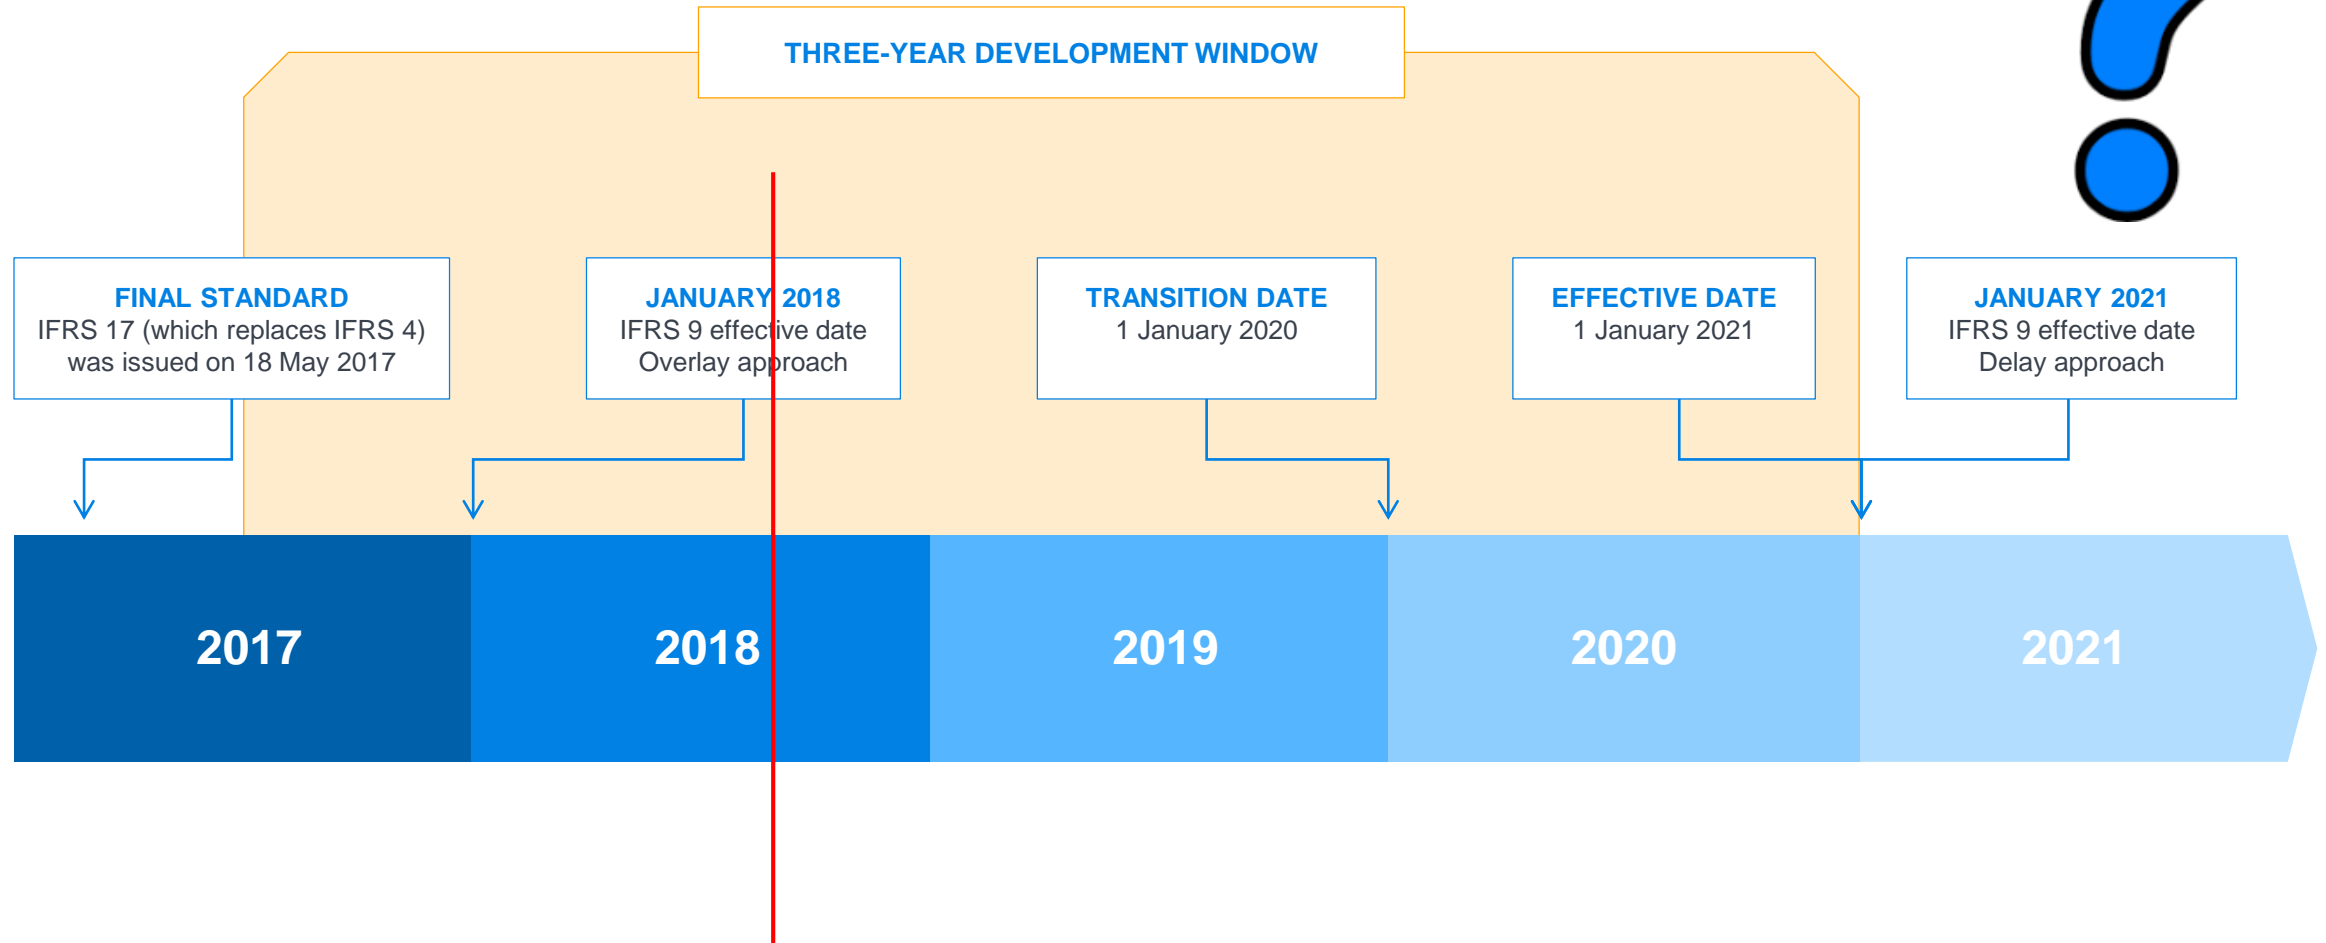 THREE-YEAR DEVELOPMENT WINDOW
FINAL STANDARD
IFRS 17 (which replaces IFRS 4)
was issued on 18 May 2017
JANUARY 2018
IFRS 9 effective date
Overlay approach
TRANSITION DATE
1 January 2020
EFFECTIVE DATE
1 January 2021
JANUARY 2021
IFRS 9 effective date
Delay approach
2017
2018
2019
2020
2021